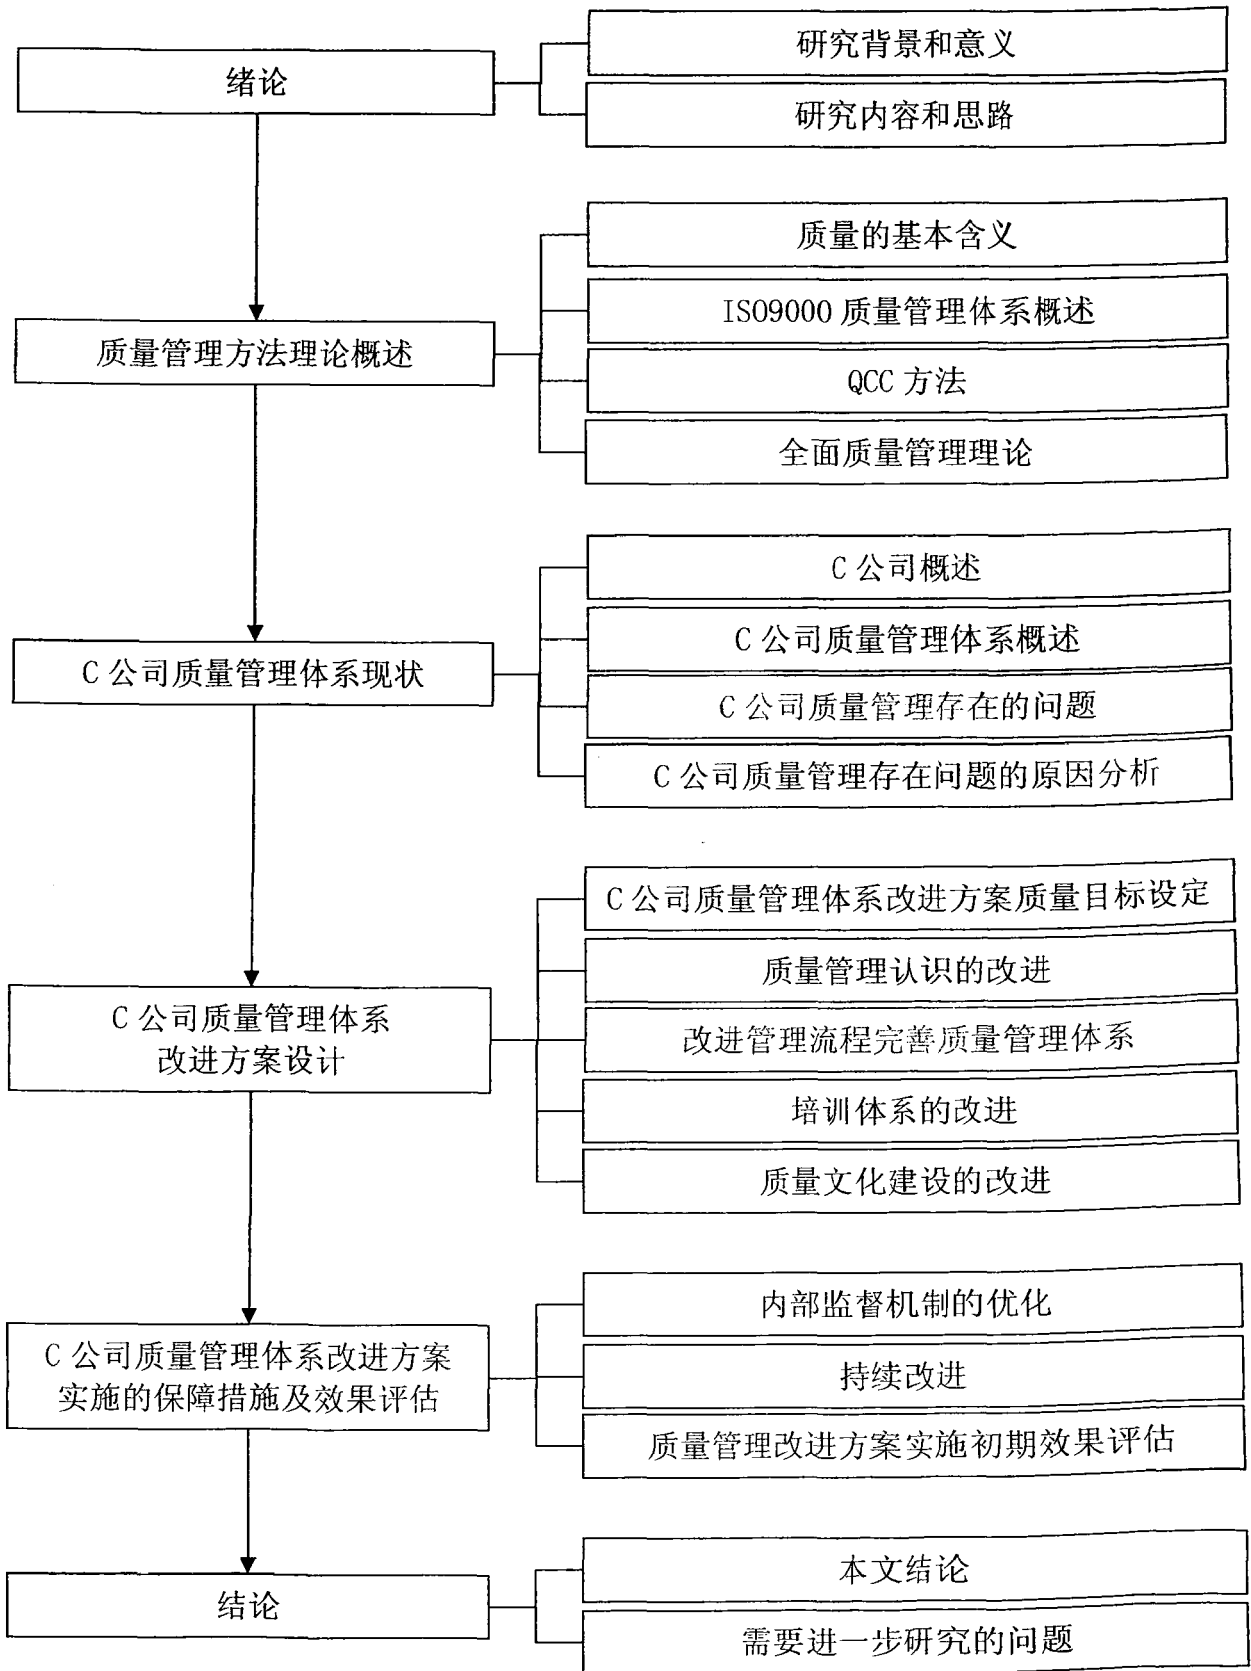 绪论
研究背景和意义
研究内容和思路
质量管理方法理论概述
质量的基本含义
ISO9000 质量管理体系概述
QCC 方法
全面质量管理理论
C 公司质量管理体系现状
C 公司概述
C 公司质量管理体系概述
C 公司质量管理存在的问题
C 公司质量管理存在问题的原因分析
C 公司质量管理体系
改进方案设计
C 公司质量管理体系改进方案质量目标设定
质量管理认识的改进
改进管理流程完善质量管理体系
培训体系的改进
质量文化建设的改进
C 公司质量管理体系改进方案
实施的保障措施及效果评估
内部监督机制的优化
持续改进
质量管理改进方案实施初期效果评估
结论
本文结论
需要进一步研究的问题